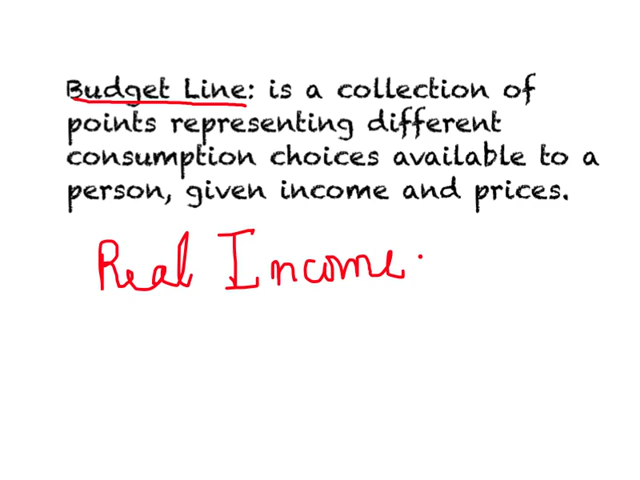 Budget Line: is a collection of
points representing different
consumption choices available to a
person, given income and prices.
Real Income.